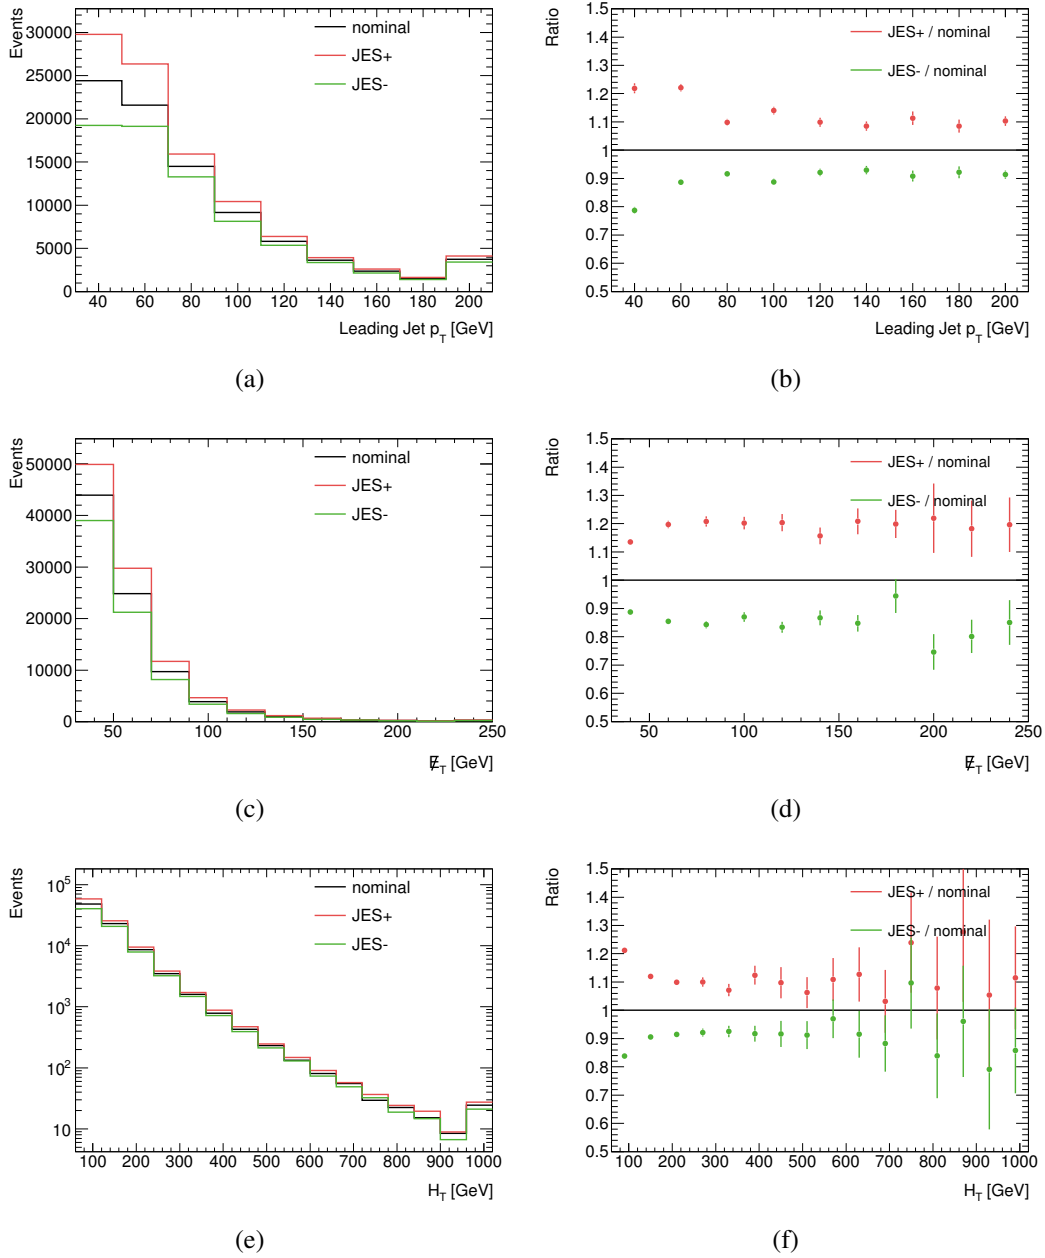 Events
30000
25000
20000
15000
10000
5000
0
nominal
JES+
JES-
40 60 80 100 120 140 160 180 200
Leading Jet p_T [GeV]
(a)
Ratio
1.5
1.4
1.3
1.2
1.1
1
0.9
0.8
0.7
0.6
0.5
JES+ / nominal
JES- / nominal
40 60 80 100 120 140 160 180 200
Leading Jet p_T [GeV]
(b)
Events
50000
40000
30000
20000
10000
0
nominal
JES+
JES-
50 100 150 200 250
E̸_T [GeV]
(c)
Ratio
1.5
1.4
1.3
1.2
1.1
1
0.9
0.8
0.7
0.6
0.5
JES+ / nominal
JES- / nominal
50 100 150 200 250
E̸_T [GeV]
(d)
Events
10^5
10^4
10^3
10^2
10
nominal
JES+
JES-
100 200 300 400 500 600 700 800 900 1000
H_T [GeV]
(e)
Ratio
1.5
1.4
1.3
1.2
1.1
1
0.9
0.8
0.7
0.6
0.5
JES+ / nominal
JES- / nominal
100 200 300 400 500 600 700 800 900 1000
H_T [GeV]
(f)